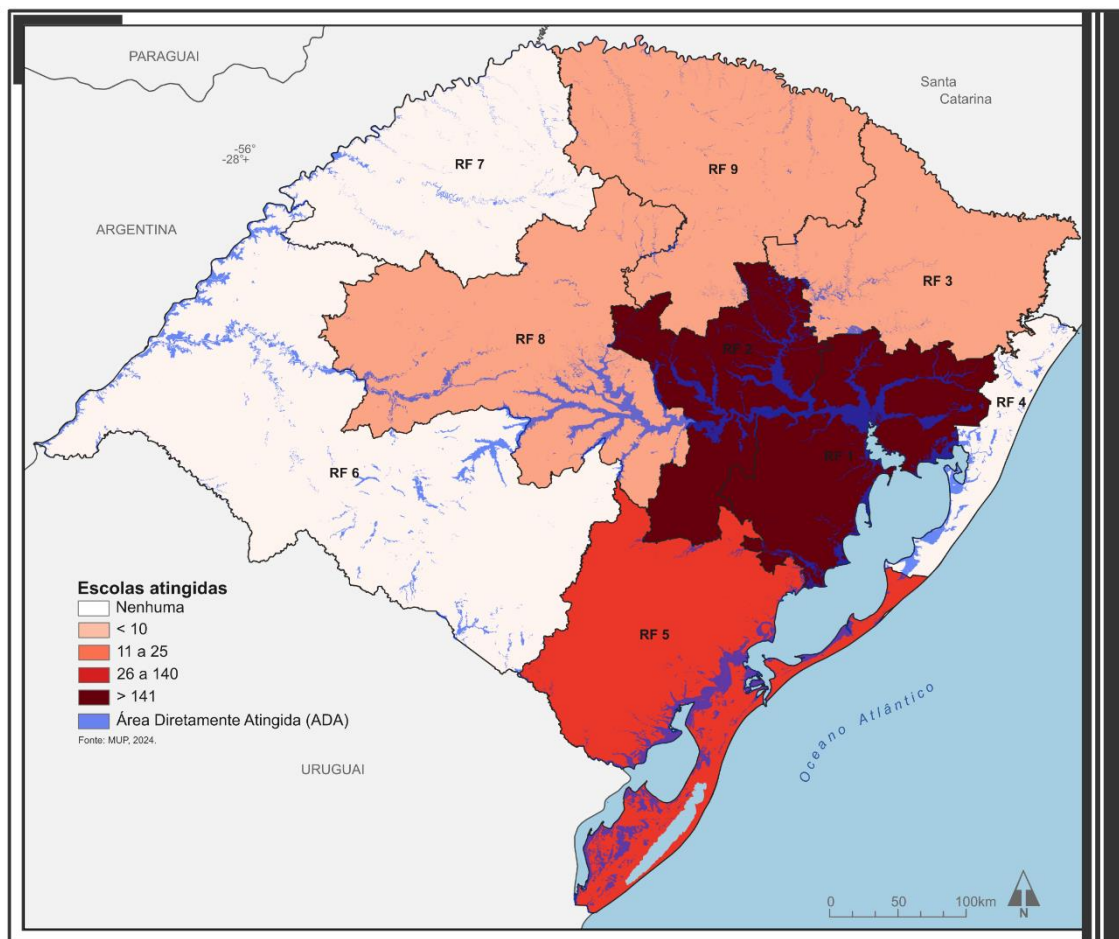 PARAGUAI
Santa
Catarina
-56°
-28°+
RF 7
RF 9
ARGENTINA
RF 3
RF 8
RF 2
RF 4
RF 1
RF 6
Escolas atingidas
Nenhuma
< 10
11 a 25
26 a 140
> 141
Área Diretamente Atingida (ADA)
Fonte: MUP, 2024.
RF 5
Oceano Atlântico
URUGUAI
0 50 100km
N